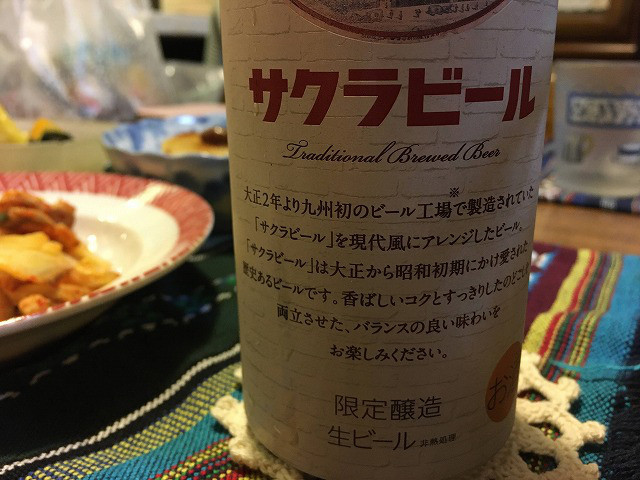 サクラビール
Traditional Brewed Beer
大正2年より九州初のビール工場※で製造されていた
「サクラビール」を現代風にアレンジしたビール。
「サクラビール」は大正から昭和初期にかけ愛された
歴史あるビールです。香ばしいコクとすっきりしたのどごしを
両立させた、バランスの良い味わいを
お楽しみください。
限定醸造
生ビール 非熱処理
お